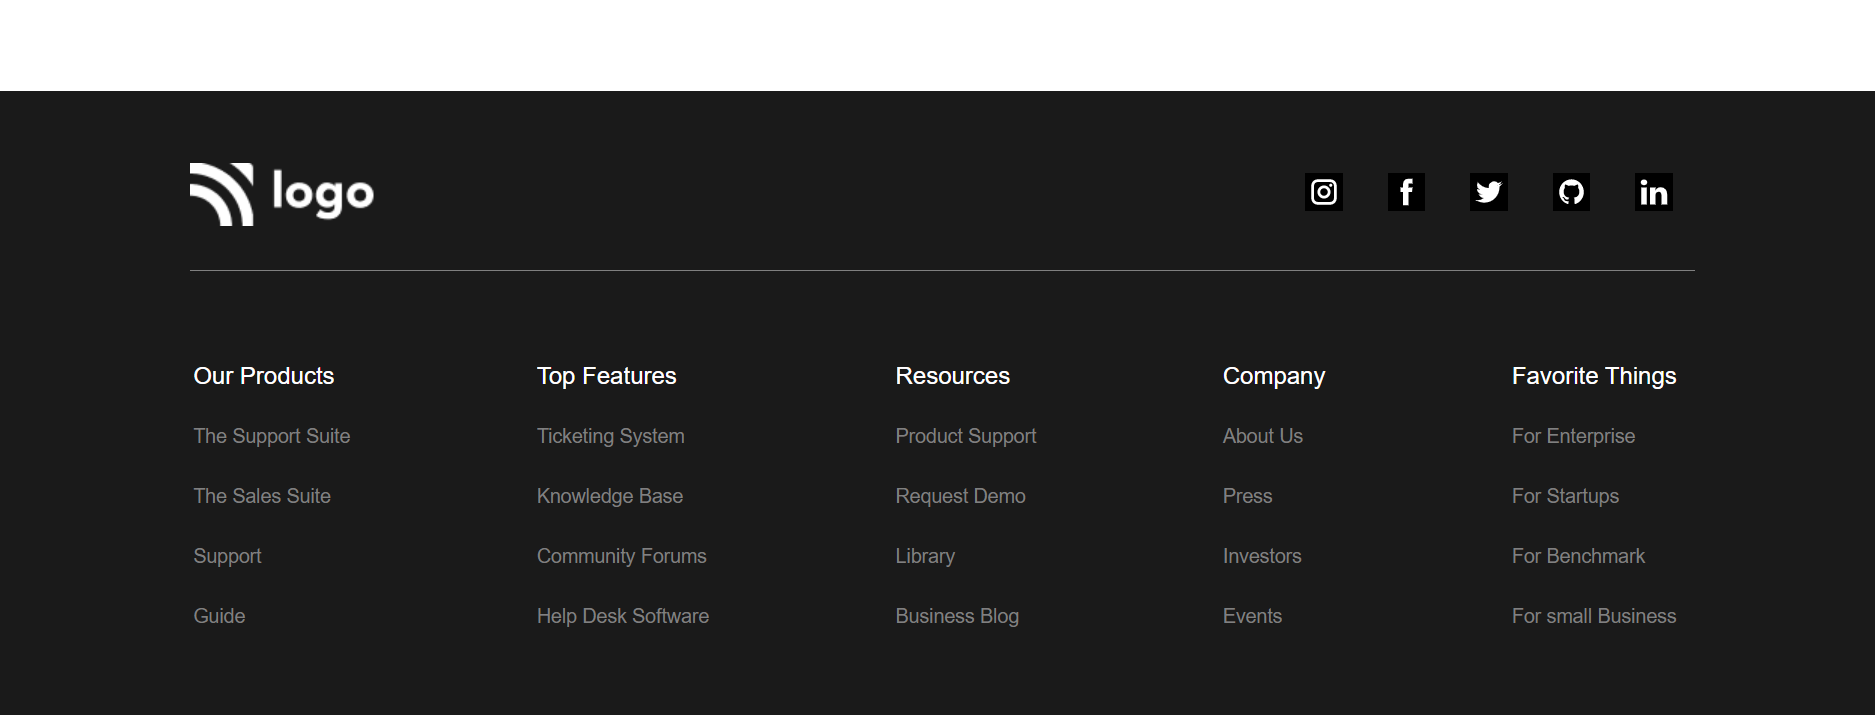 logo
Our Products
The Support Suite
The Sales Suite
Support
Guide
Top Features
Ticketing System
Knowledge Base
Community Forums
Help Desk Software
Resources
Product Support
Request Demo
Library
Business Blog
Company
About Us
Press
Investors
Events
Favorite Things
For Enterprise
For Startups
For Benchmark
For small Business